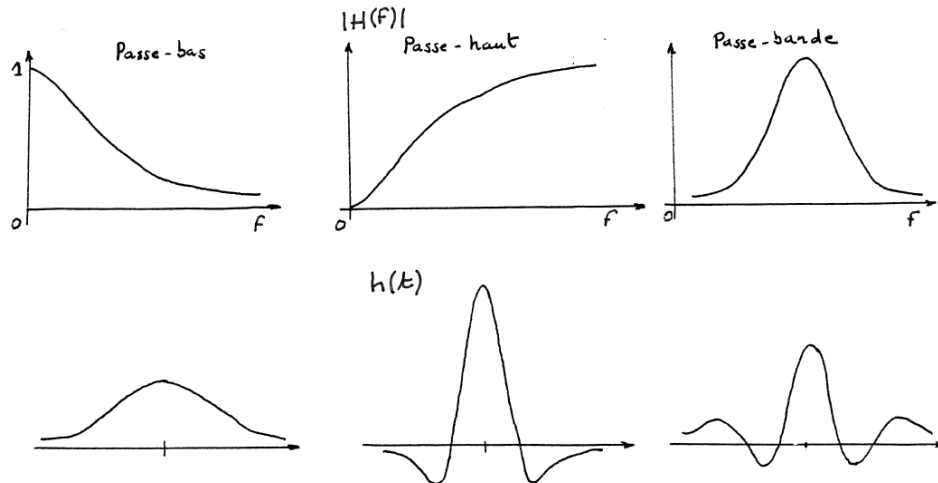 |H(f)|
Passe-bas
Passe-haut
Passe-bande
1
0
f
0
f
0
f
h(t)